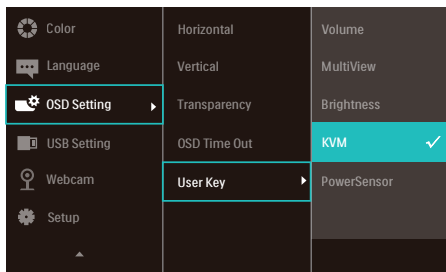 Color
Language
OSD Setting
USB Setting
Webcam
Setup
Horizontal
Vertical
Transparency
OSD Time Out
User Key
Volume
MultiView
Brightness
KVM
PowerSensor